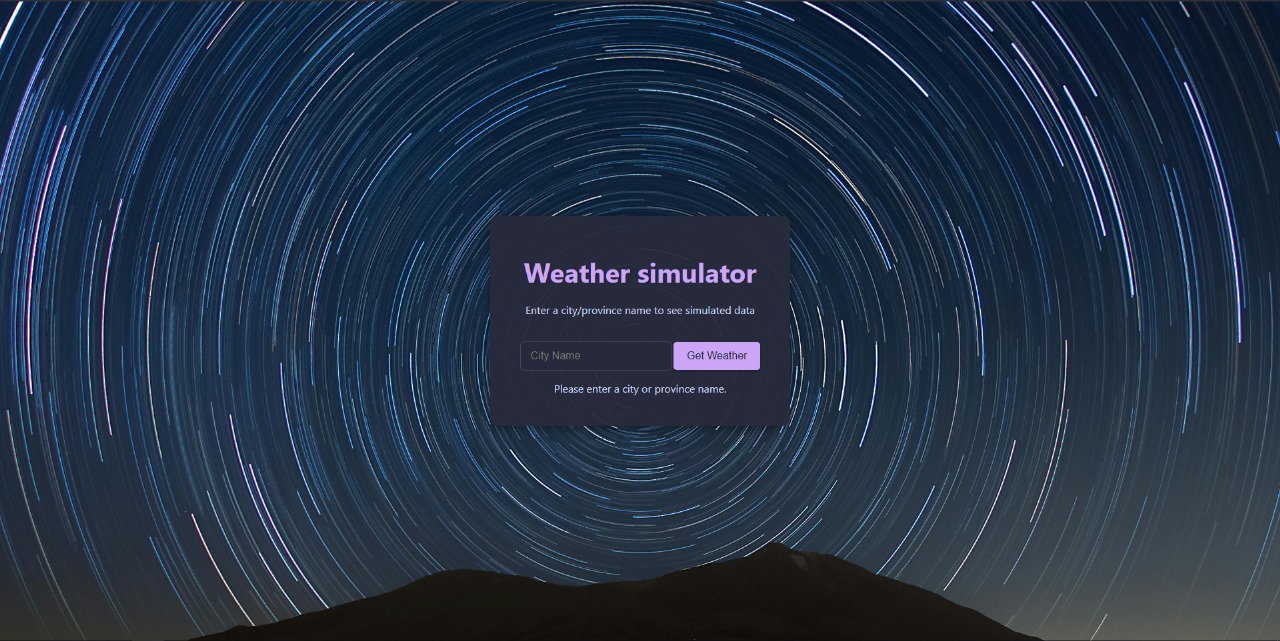 Weather simulator
Enter a city/province name to see simulated data
City Name
Get Weather
Please enter a city or province name.